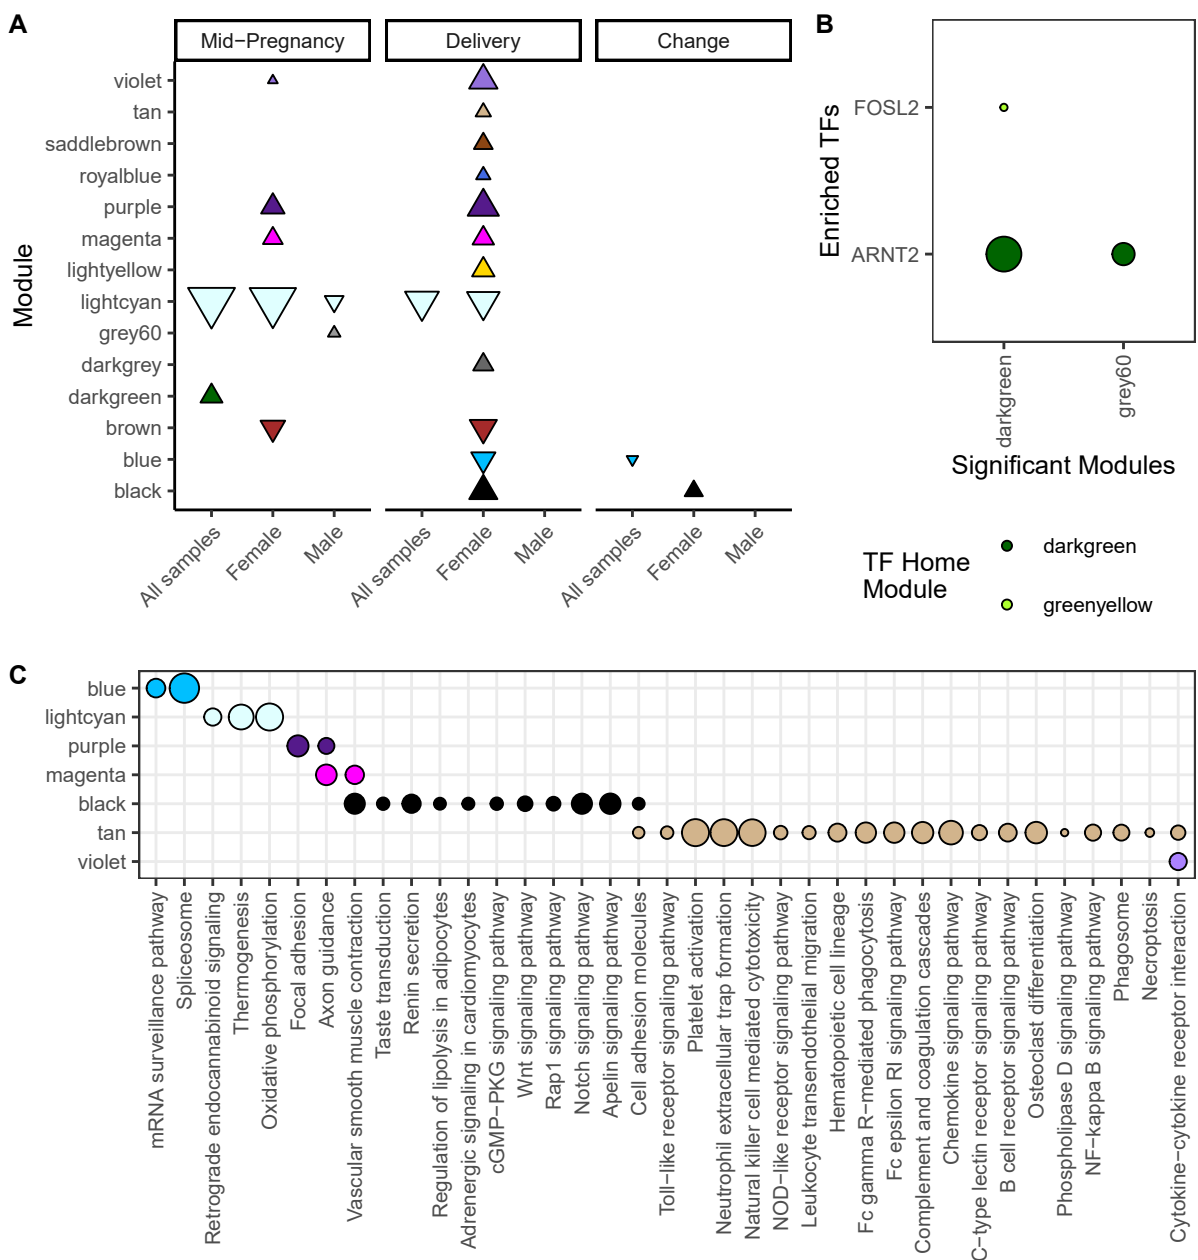 A
Mid−Pregnancy
Delivery
Change
Module
violet
tan
saddlebrown
royalblue
purple
magenta
lightyellow
lightcyan
grey60
darkgrey
darkgreen
brown
blue
black
All samples
Female
Male
All samples
Female
Male
All samples
Female
Male
B
Enriched TFs
FOSL2
ARNT2
darkgreen
grey60
Significant Modules
TF Home
Module
darkgreen
greenyellow
C
blue
lightcyan
purple
magenta
black
tan
violet
mRNA surveillance pathway
Spliceosome
Retrograde endocannabinoid signaling
Thermogenesis
Oxidative phosphorylation
Focal adhesion
Axon guidance
Vascular smooth muscle contraction
Taste transduction
Renin secretion
Regulation of lipolysis in adipocytes
Adrenergic signaling in cardiomyocytes
cGMP−PKG signaling pathway
Wnt signaling pathway
Rap1 signaling pathway
Notch signaling pathway
Apelin signaling pathway
Cell adhesion molecules
Toll−like receptor signaling pathway
Platelet activation
Neutrophil extracellular trap formation
Natural killer cell mediated cytotoxicity
NOD−like receptor signaling pathway
Leukocyte transendothelial migration
Hematopoietic cell lineage
Fc gamma R−mediated phagocytosis
Fc epsilon RI signaling pathway
Complement and coagulation cascades
Chemokine signaling pathway
C−type lectin receptor signaling pathway
B cell receptor signaling pathway
Osteoclast differentiation
Phospholipase D signaling pathway
NF−kappa B signaling pathway
Phagosome
Necroptosis
Cytokine−cytokine receptor interaction